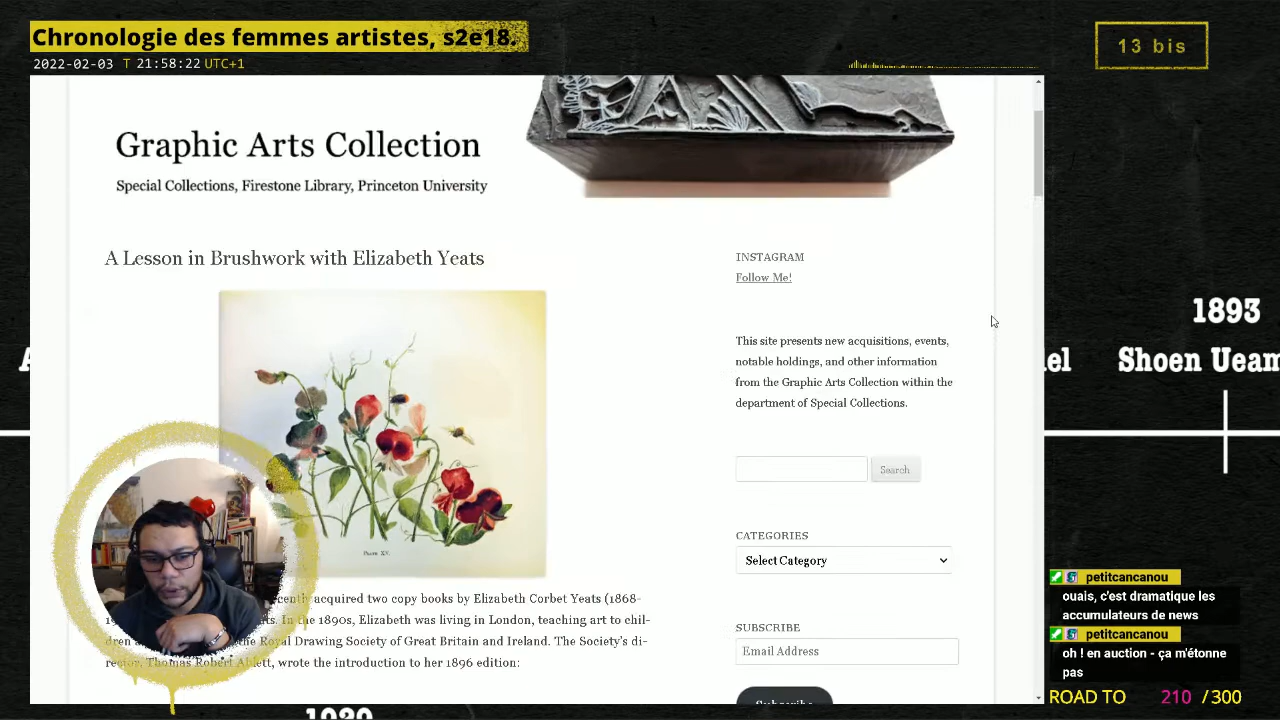 Chronologie des femmes artistes, s2e18.
2022-02-03 T 21:58:22 UTC+1
13 bis
Graphic Arts Collection
Special Collections, Firestone Library, Princeton University
A Lesson in Brushwork with Elizabeth Yeats
PLATE XV.
acquired two copy books by Elizabeth Corbet Yeats (1868-
In the 1890s, Elizabeth was living in London, teaching art to chil-
Royal Drawing Society of Great Britain and Ireland. The Society's di-
Thomas Robert Ablett, wrote the introduction to her 1896 edition:
INSTAGRAM
Follow Me!
This site presents new acquisitions, events,
notable holdings, and other information
from the Graphic Arts Collection within the
department of Special Collections.
Search
CATEGORIES
Select Category
SUBSCRIBE
Email Address
Subscribe
1893
Shoen Ueam
petitcancanou
ouais, c'est dramatique les
accumulateurs de news
petitcancanou
oh ! en auction - ça m'étonne
pas
ROAD TO 210 /300